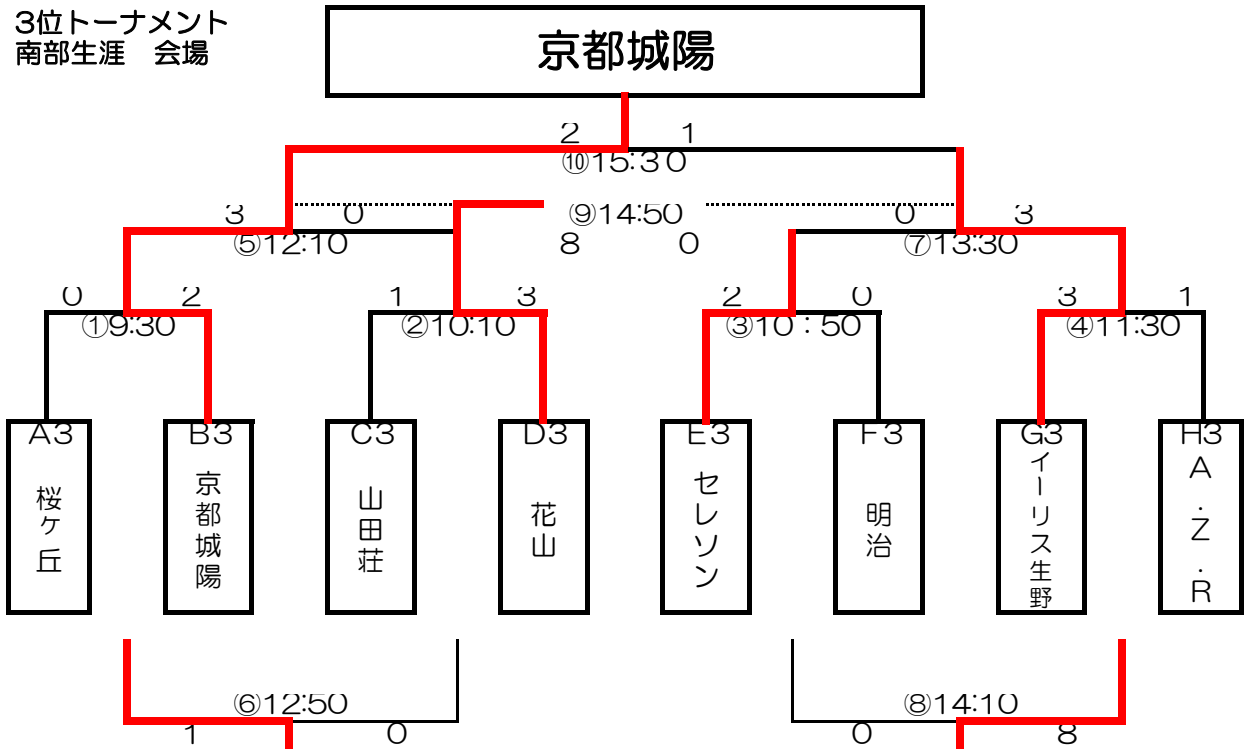 3位トーナメント
南部生涯　会場
京都城陽
2 1
⑩15:30
3 0 ⑨14:50 0 3
⑤12:10 8 0 ⑦13:30
0 2 1 3 2 0 3 1
①9:30 ②10:10 ③10：50 ④11:30
A3 B3 C3 D3 E3 F3 G3 H3
桜ヶ丘
京都城陽
山田荘
花山
セレソン
明治
イーリス生野
A.Z.R
⑥12:50 ⑧14:10
1 0 0 8